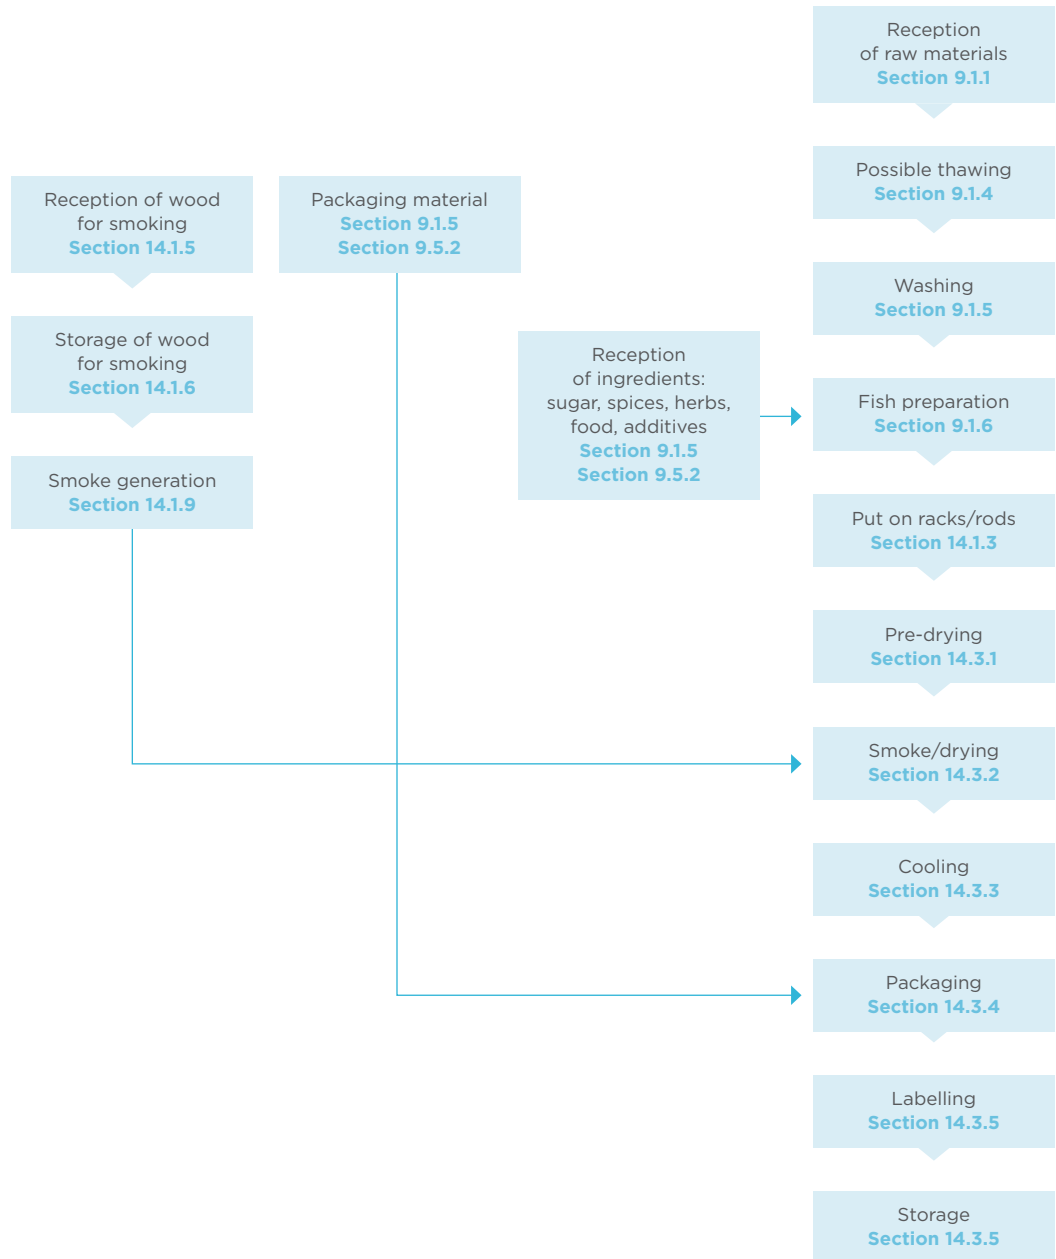 Reception
of raw materials
Section 9.1.1
Possible thawing
Section 9.1.4
Reception of wood
for smoking
Section 14.1.5
Packaging material
Section 9.1.5
Section 9.5.2
Washing
Section 9.1.5
Storage of wood
for smoking
Section 14.1.6
Reception
of ingredients:
sugar, spices, herbs,
food, additives
Section 9.1.5
Section 9.5.2
Fish preparation
Section 9.1.6
Smoke generation
Section 14.1.9
Put on racks/rods
Section 14.1.3
Pre-drying
Section 14.3.1
Smoke/drying
Section 14.3.2
Cooling
Section 14.3.3
Packaging
Section 14.3.4
Labelling
Section 14.3.5
Storage
Section 14.3.5